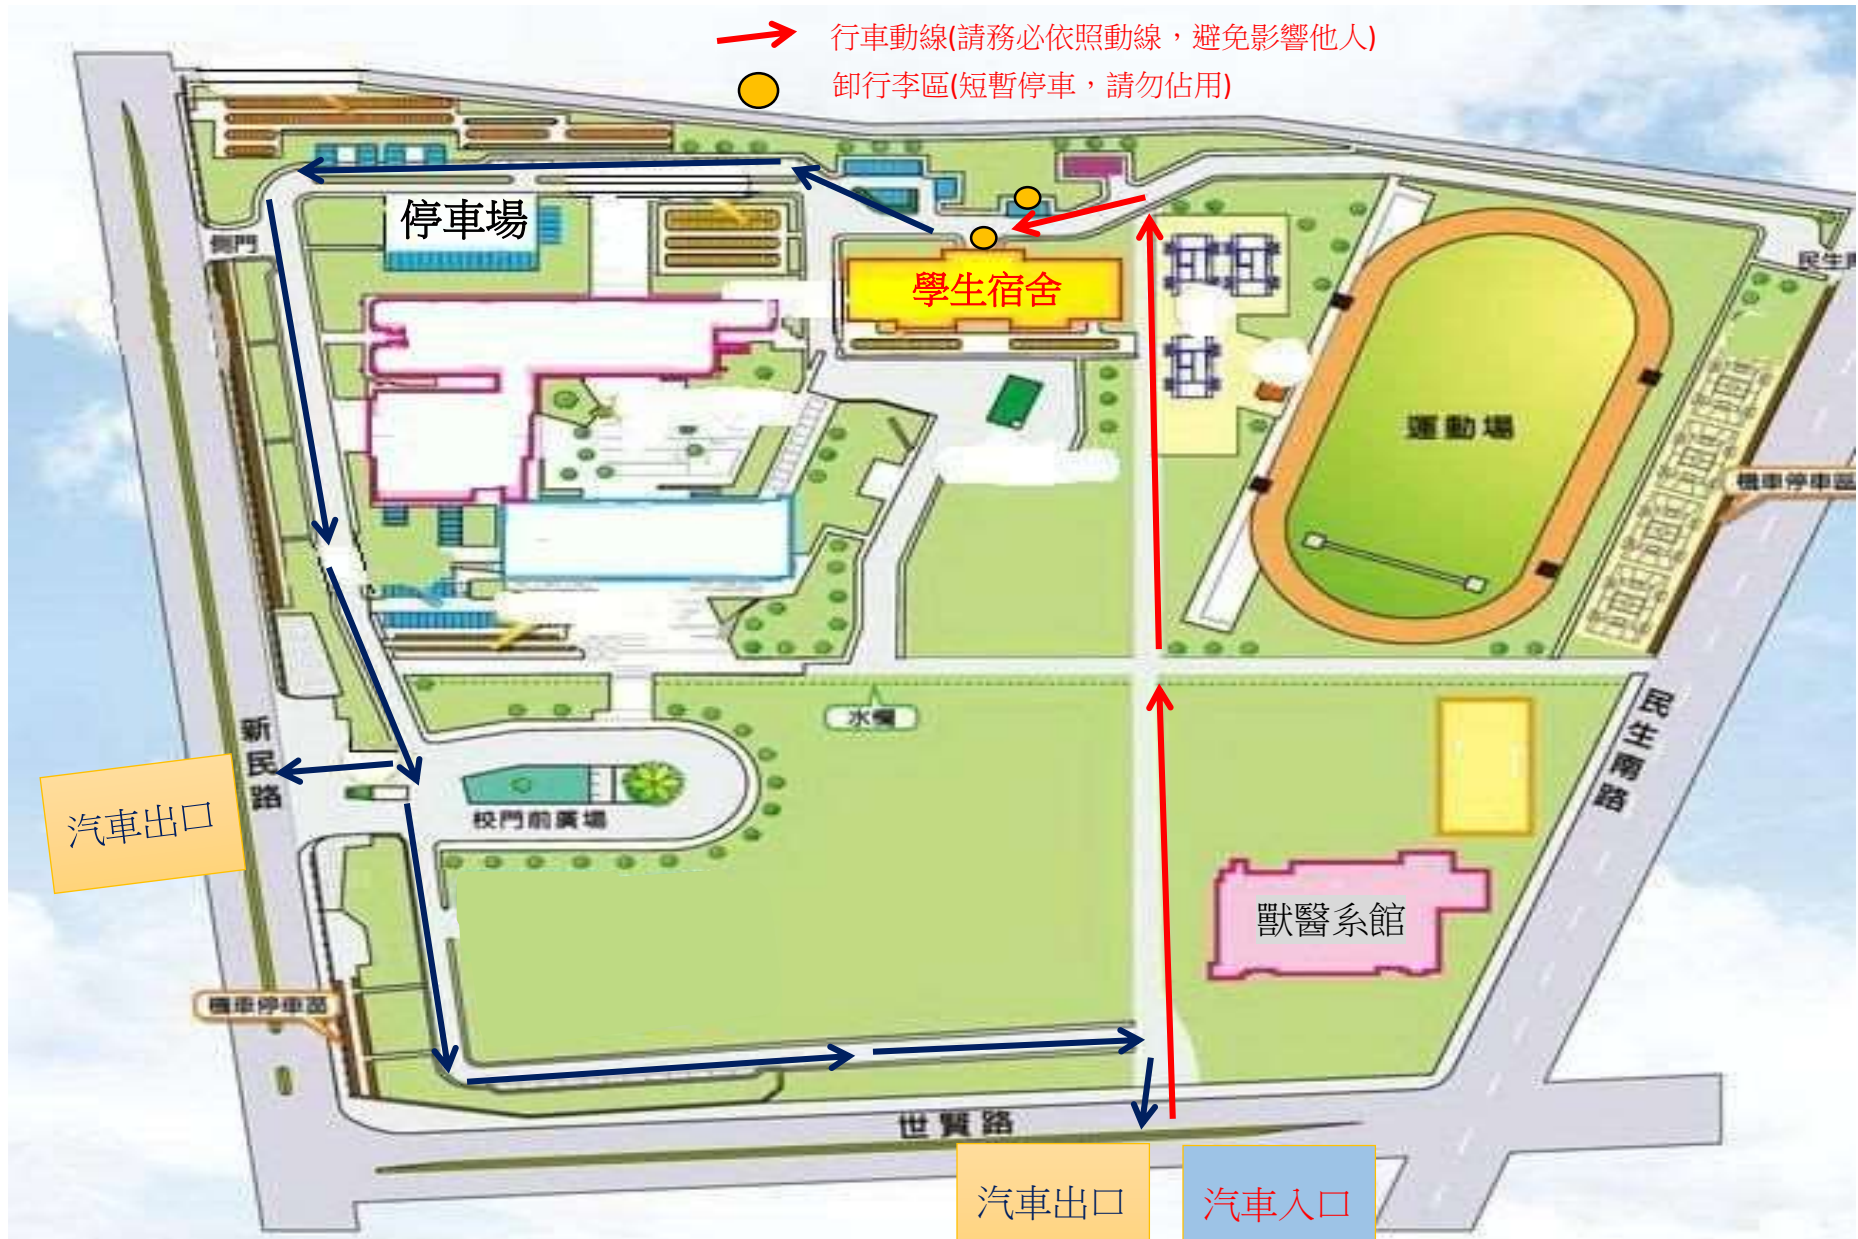 行車動線(請務必依照動線，避免影響他人)
卸行李區(短暫停車，請勿佔用)
停車場
側門
民生南
學生宿舍
運動場
機車停車區
水欄
新民路
民生南路
汽車出口
校門前廣場
獸醫系館
機車停車區
世賢路
汽車出口
汽車入口